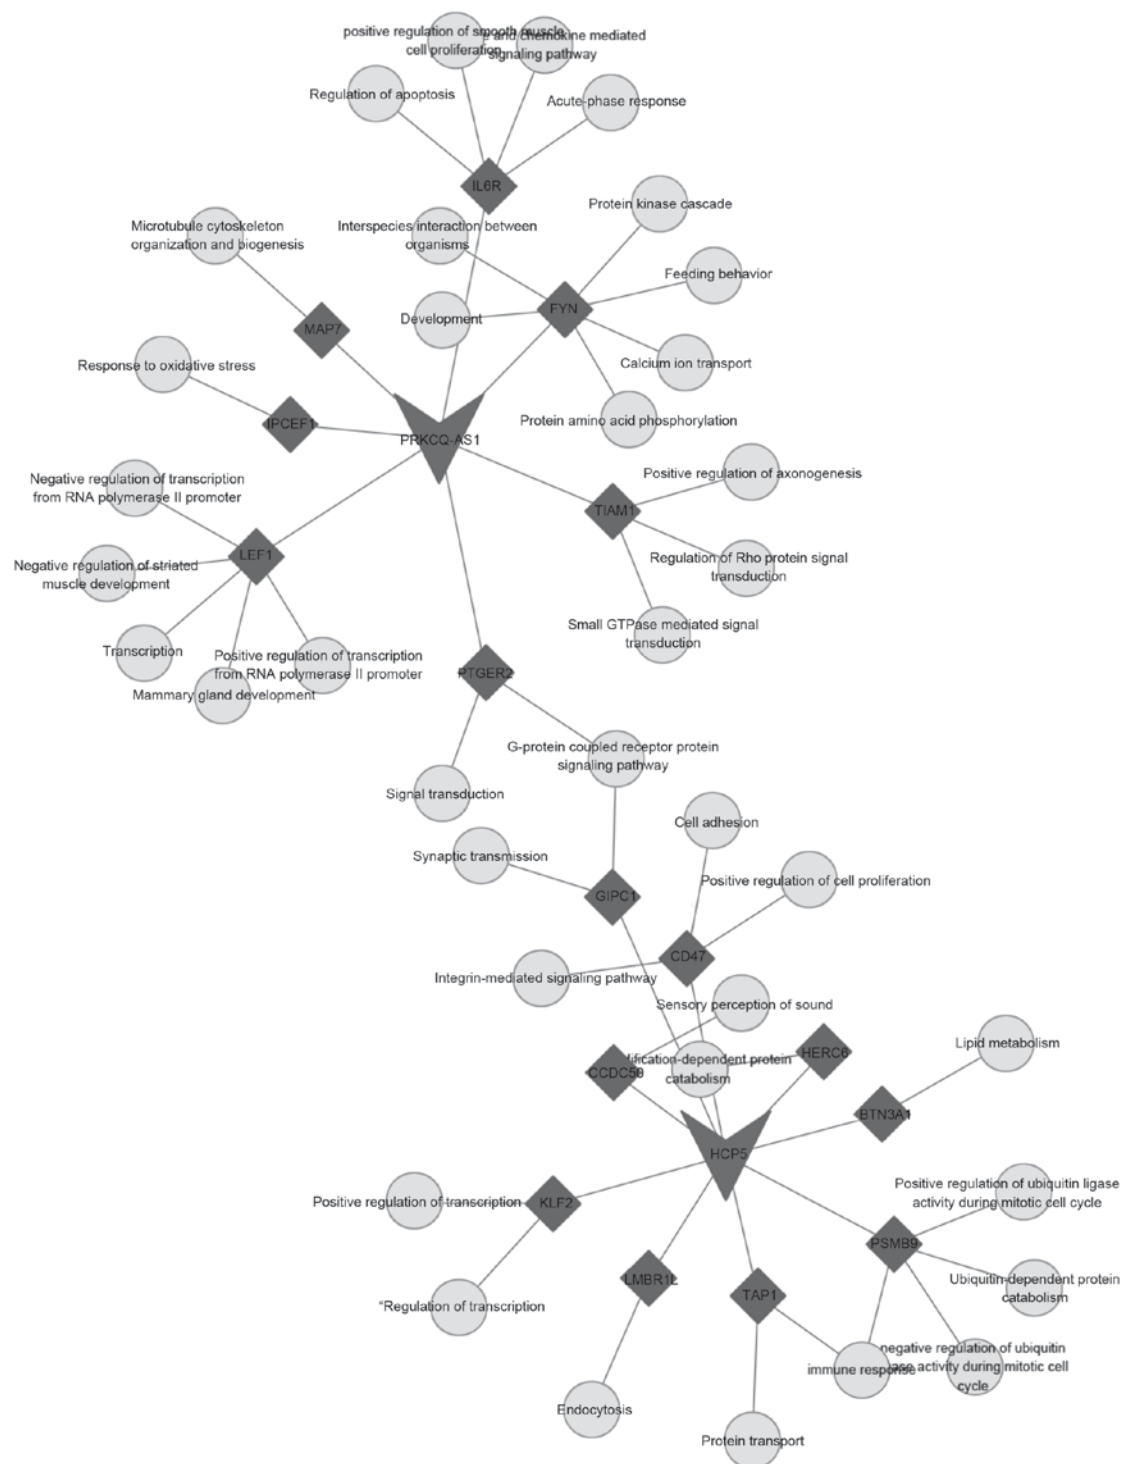 positive regulation of smooth muscle
cell proliferation
e and chemokine mediated
signaling pathway
Regulation of apoptosis
Acute-phase response
IL6R
Protein kinase cascade
Microtubule cytoskeleton
organization and biogenesis
Interspecies interaction between
organisms
Feeding behavior
FYN
Development
MAP7
Calcium ion transport
Response to oxidative stress
IPCEF1
Protein amino acid phosphorylation
PRKCQ-AS1
Positive regulation of axonogenesis
Negative regulation of transcription
from RNA polymerase II promoter
TIAM1
LEF1
Regulation of Rho protein signal
transduction
Negative regulation of striated
muscle development
Small GTPase mediated signal
transduction
Transcription
Positive regulation of transcription
from RNA polymerase II promoter
PTGER2
Mammary gland development
G-protein coupled receptor protein
signaling pathway
Signal transduction
Cell adhesion
Synaptic transmission
Positive regulation of cell proliferation
GIPC1
CD47
Integrin-mediated signaling pathway
Sensory perception of sound
Lipid metabolism
HERC6
dification-dependent protein
catabolism
CCDC50
BTN3A1
HCP5
Positive regulation of ubiquitin ligase
activity during mitotic cell cycle
Positive regulation of transcription
KLF2
PSMB9
LMBR1L
Ubiquitin-dependent protein
catabolism
TAP1
"Regulation of transcription
negative regulation of ubiquitin
ase activity during mitotic cell
cycle
immune response
Endocytosis
Protein transport